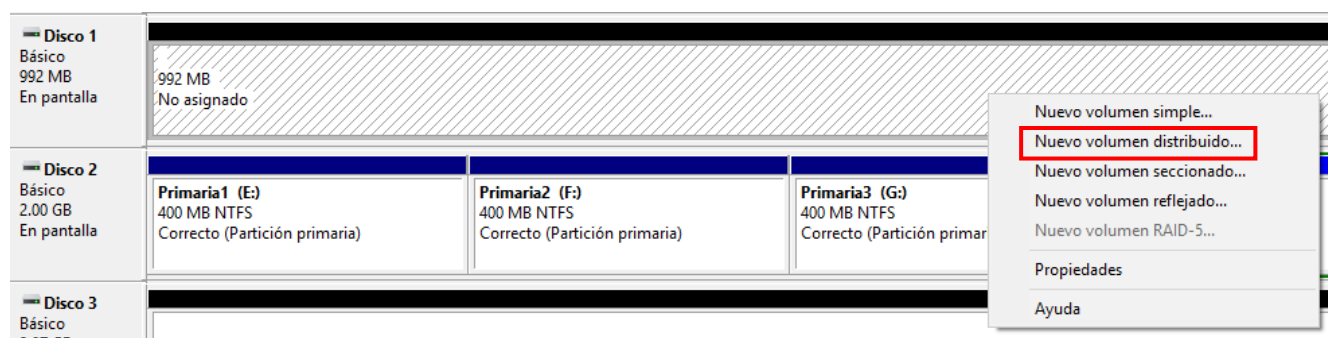 Disco 1
Básico
992 MB
En pantalla
992 MB
No asignado
Nuevo volumen simple...
Nuevo volumen distribuido...
Nuevo volumen seccionado...
Nuevo volumen reflejado...
Nuevo volumen RAID-5...
Propiedades
Ayuda
Disco 2
Básico
2.00 GB
En pantalla
Primaria1 (E:)
400 MB NTFS
Correcto (Partición primaria)
Primaria2 (F:)
400 MB NTFS
Correcto (Partición primaria)
Primaria3 (G:)
400 MB NTFS
Correcto (Partición primar
Disco 3
Básico